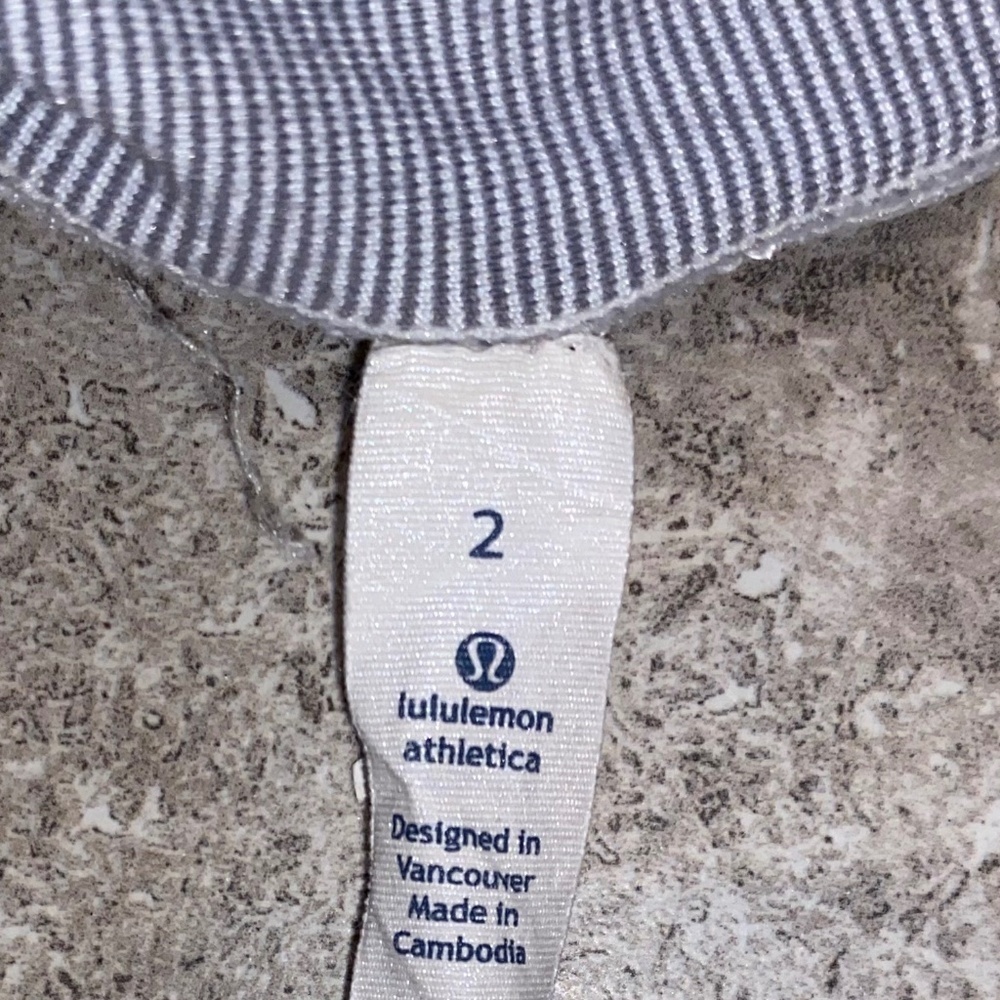 2
lululemon
athletica
Designed in
Vancouver
Made in
Cambodia